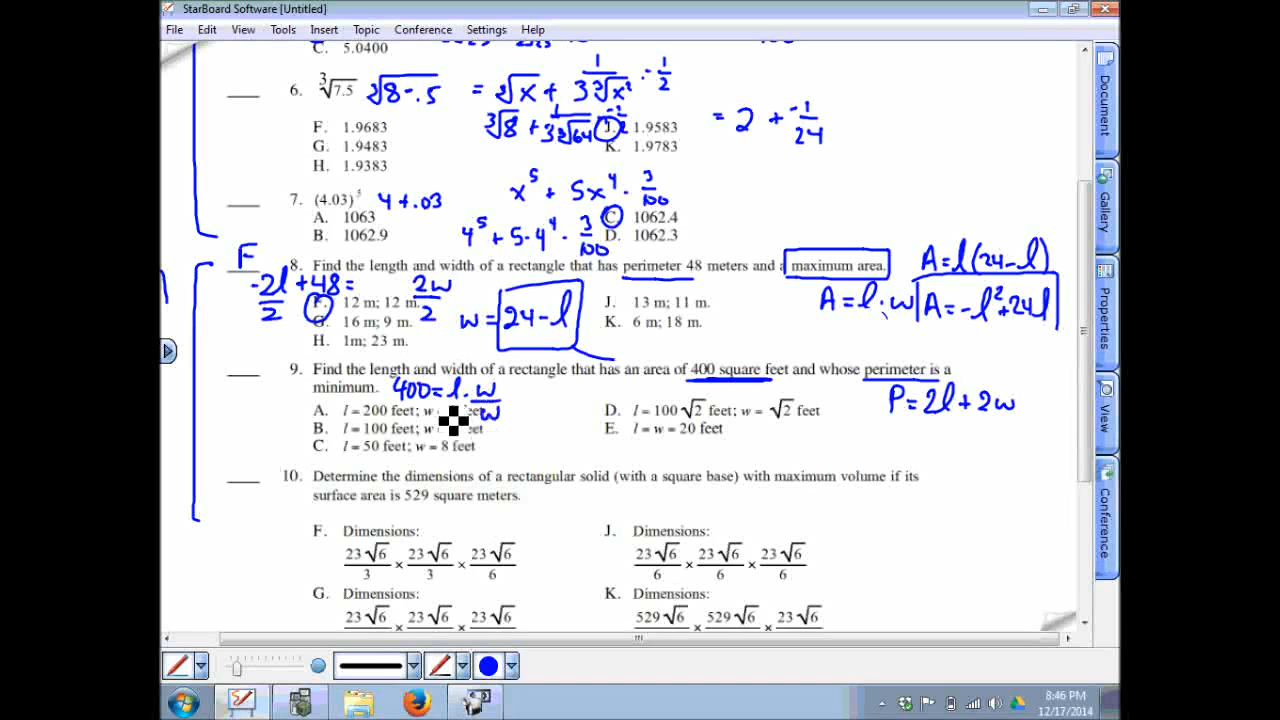 StarBoard Software [Untitled]
File Edit View Tools Insert Topic Conference Settings Help
C. 5.0400
6. ∛7.5 ∛8-.5 = ∛x + 1/3∛x² · -1/2
∛8 + 1/3∛64 · -1/2 = 2 + -1/24
F. 1.9683 J. 1.9583
G. 1.9483 K. 1.9783
H. 1.9383
x⁵ + 5x⁴ · 3/100
7. (4.03)⁵ 4+.03
A. 1063 C. 1062.4
B. 1062.9 D. 1062.3
4⁵ + 5·4⁴ · 3/100
F
8. Find the length and width of a rectangle that has perimeter 48 meters and a maximum area.
A = l(24-l)
-2l+48 = 2w
2 2
F. 12 m; 12 m. J. 13 m; 11 m.
A = l·w A = -l²+24l
G. 16 m; 9 m. K. 6 m; 18 m.
w = 24-l
H. 1m; 23 m.
9. Find the length and width of a rectangle that has an area of 400 square feet and whose perimeter is a
minimum. 400 = l·w
w
P = 2l + 2w
A. l = 200 feet; w D. l = 100√2 feet; w = √2 feet
B. l = 100 feet; w E. l = w = 20 feet
C. l = 50 feet; w = 8 feet
10. Determine the dimensions of a rectangular solid (with a square base) with maximum volume if its
surface area is 529 square meters.
F. Dimensions: J. Dimensions:
23√6/3 × 23√6/3 × 23√6/6 23√6/6 × 23√6/6 × 23√6/6
G. Dimensions: K. Dimensions:
23√6 × 23√6 × 23√6 529√6 × 529√6 × 23√6
Document
Gallery
Properties
View
Conference
8:46 PM
12/17/2014